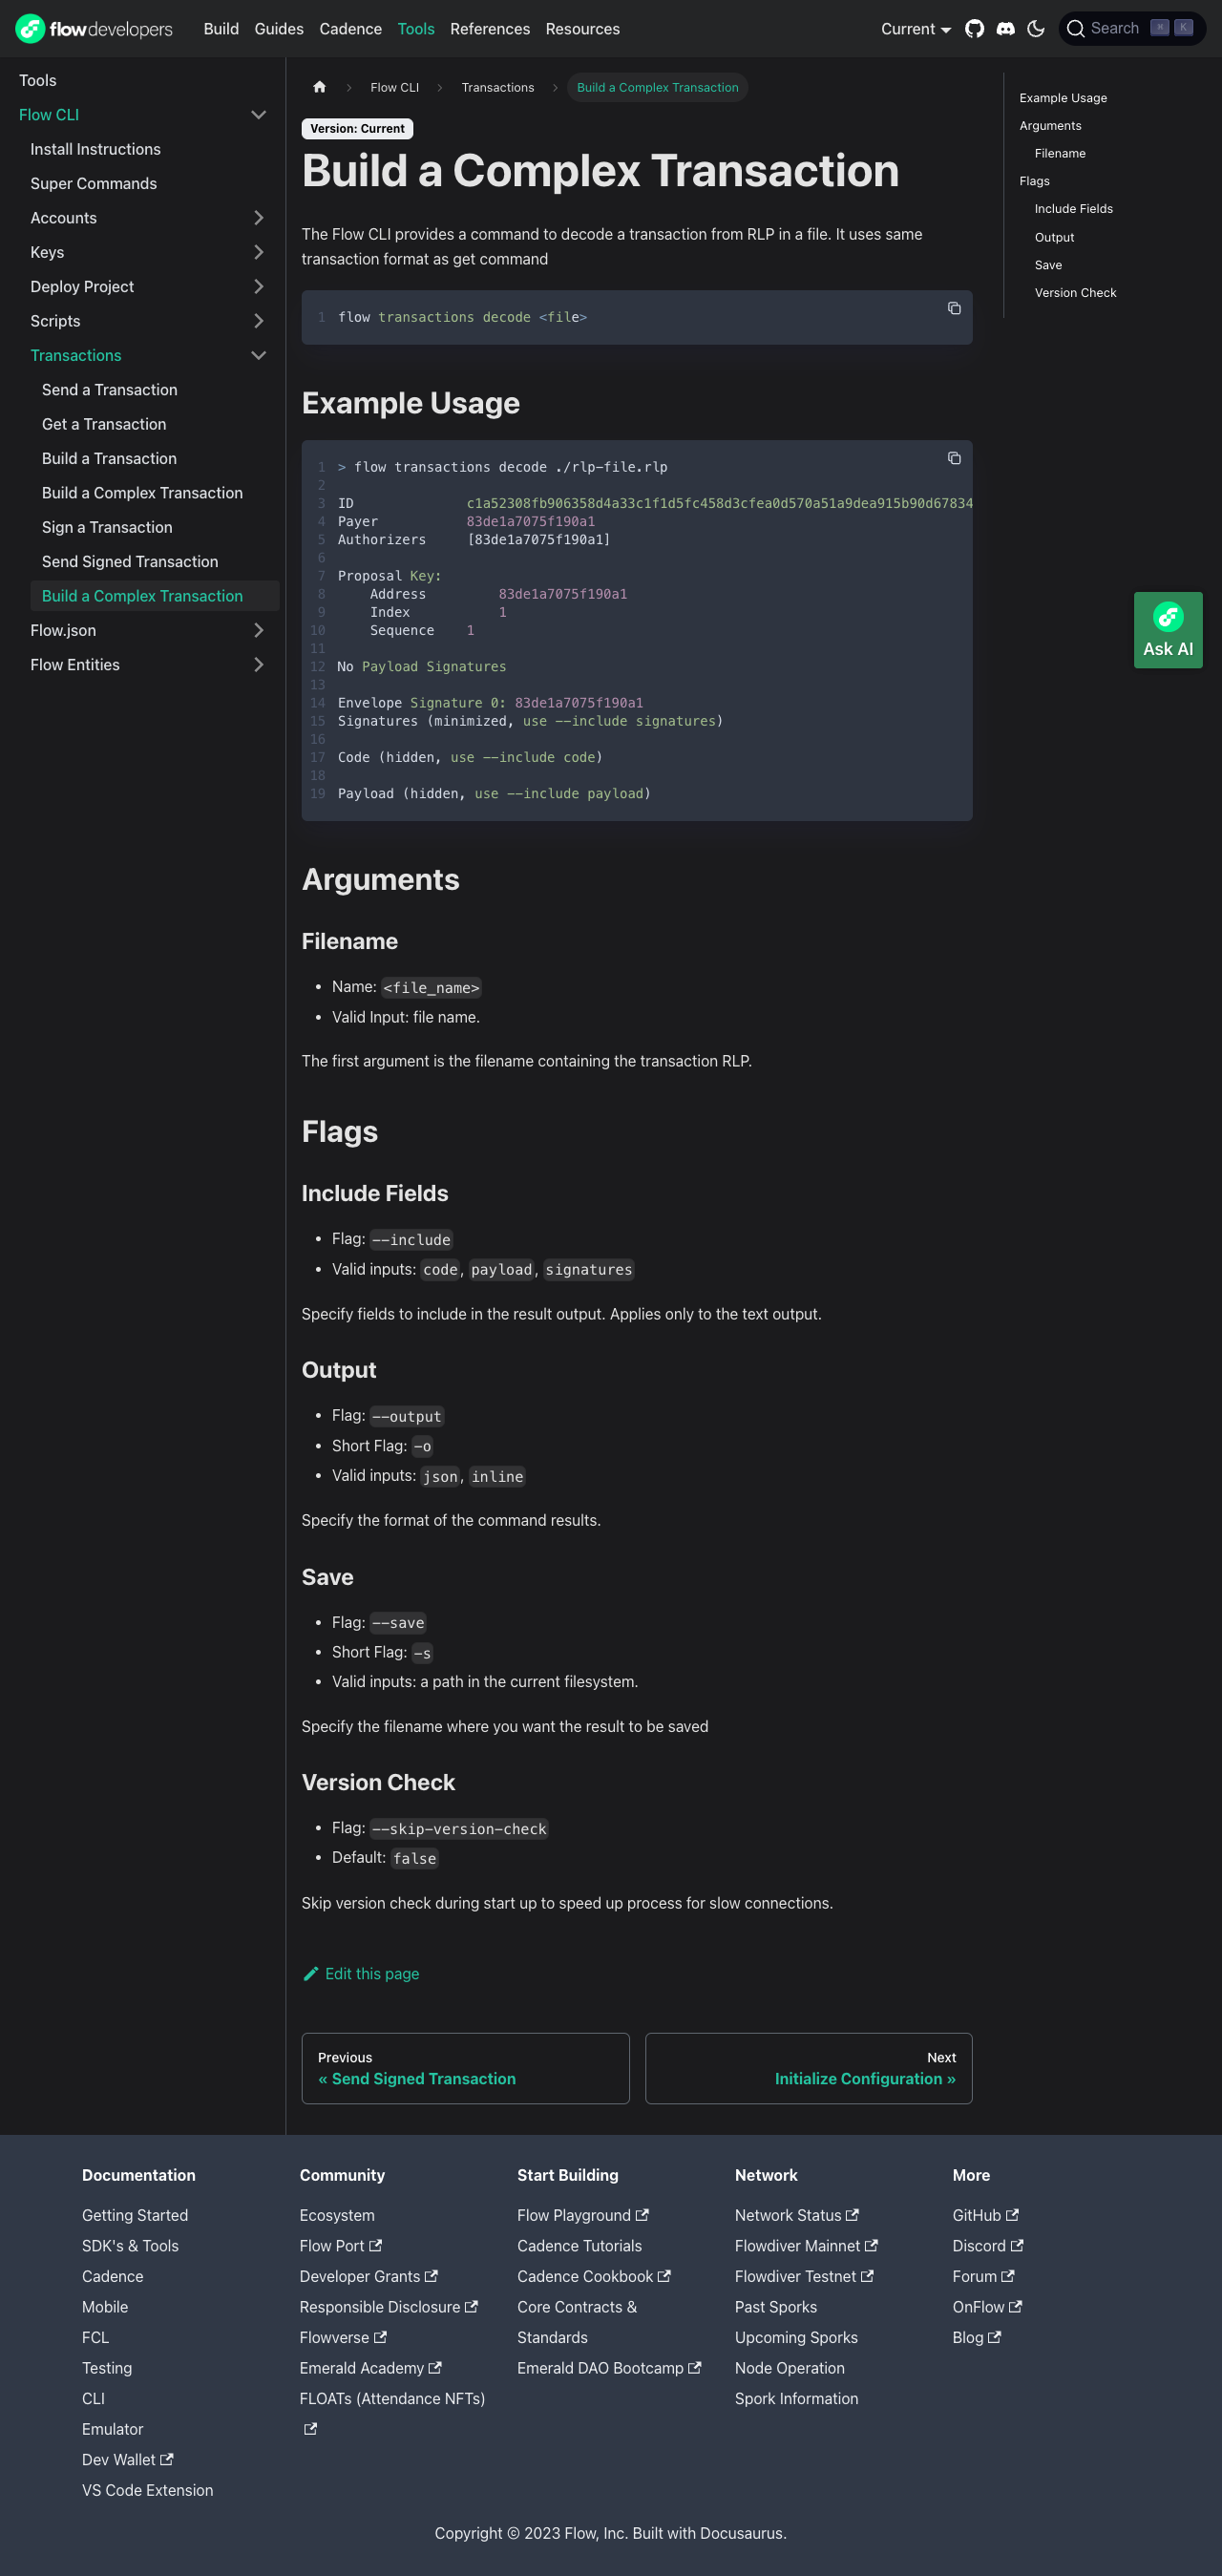 flowdevelopers
Build
Guides
Cadence
Tools
References
Resources
Current
Search
⌘ K
Tools
Flow CLI
Install Instructions
Super Commands
Accounts
Keys
Deploy Project
Scripts
Transactions
Send a Transaction
Get a Transaction
Build a Transaction
Build a Complex Transaction
Sign a Transaction
Send Signed Transaction
Build a Complex Transaction
Flow.json
Flow Entities
Flow CLI
Transactions
Build a Complex Transaction
Version: Current
Build a Complex Transaction
The Flow CLI provides a command to decode a transaction from RLP in a file. It uses same
transaction format as get command
1 flow transactions decode <file>
Example Usage
1 > flow transactions decode ./rlp-file.rlp
2
3 ID c1a52308fb906358d4a33c1f1d5fc458d3cfea0d570a51a9dea915b90d67834
4 Payer 83de1a7075f190a1
5 Authorizers [83de1a7075f190a1]
6
7 Proposal Key:
8 Address 83de1a7075f190a1
9 Index 1
10 Sequence 1
11
12 No Payload Signatures
13
14 Envelope Signature 0: 83de1a7075f190a1
15 Signatures (minimized, use --include signatures)
16
17 Code (hidden, use --include code)
18
19 Payload (hidden, use --include payload)
Arguments
Filename
Name: <file_name>
Valid Input: file name.
The first argument is the filename containing the transaction RLP.
Flags
Include Fields
Flag: --include
Valid inputs: code, payload, signatures
Specify fields to include in the result output. Applies only to the text output.
Output
Flag: --output
Short Flag: -o
Valid inputs: json, inline
Specify the format of the command results.
Save
Flag: --save
Short Flag: -s
Valid inputs: a path in the current filesystem.
Specify the filename where you want the result to be saved
Version Check
Flag: --skip-version-check
Default: false
Skip version check during start up to speed up process for slow connections.
Edit this page
Previous
« Send Signed Transaction
Next
Initialize Configuration »
Example Usage
Arguments
Filename
Flags
Include Fields
Output
Save
Version Check
Ask AI
Documentation
Getting Started
SDK's & Tools
Cadence
Mobile
FCL
Testing
CLI
Emulator
Dev Wallet
VS Code Extension
Community
Ecosystem
Flow Port
Developer Grants
Responsible Disclosure
Flowverse
Emerald Academy
FLOATs (Attendance NFTs)
Start Building
Flow Playground
Cadence Tutorials
Cadence Cookbook
Core Contracts &
Standards
Emerald DAO Bootcamp
Network
Network Status
Flowdiver Mainnet
Flowdiver Testnet
Past Sporks
Upcoming Sporks
Node Operation
Spork Information
More
GitHub
Discord
Forum
OnFlow
Blog
Copyright © 2023 Flow, Inc. Built with Docusaurus.